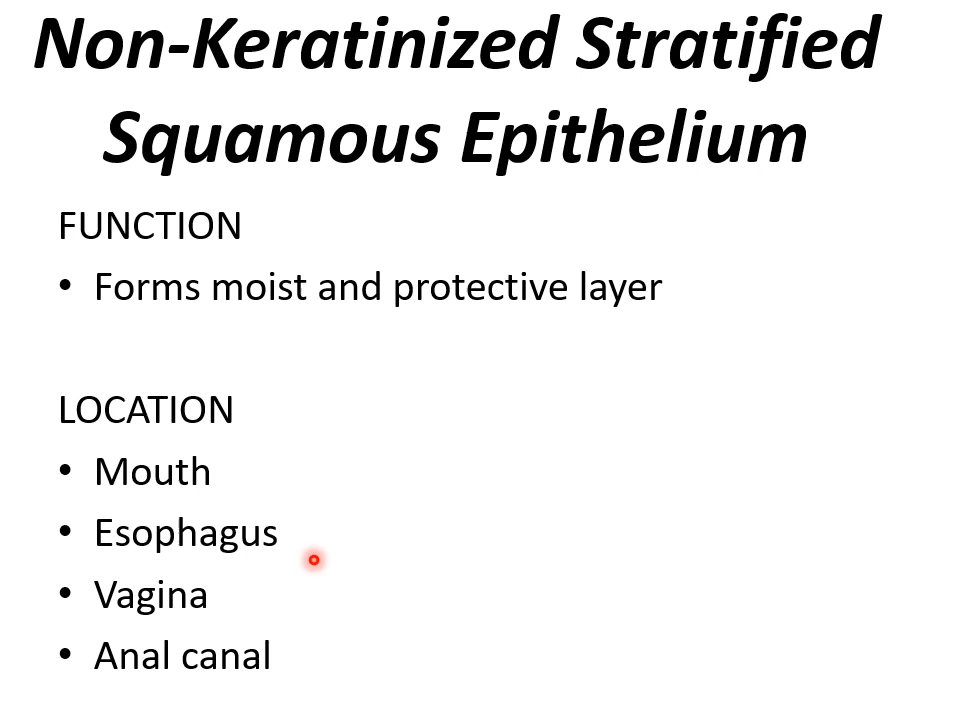 Non-Keratinized Stratified
Squamous Epithelium
FUNCTION
• Forms moist and protective layer
LOCATION
• Mouth
• Esophagus
• Vagina
• Anal canal